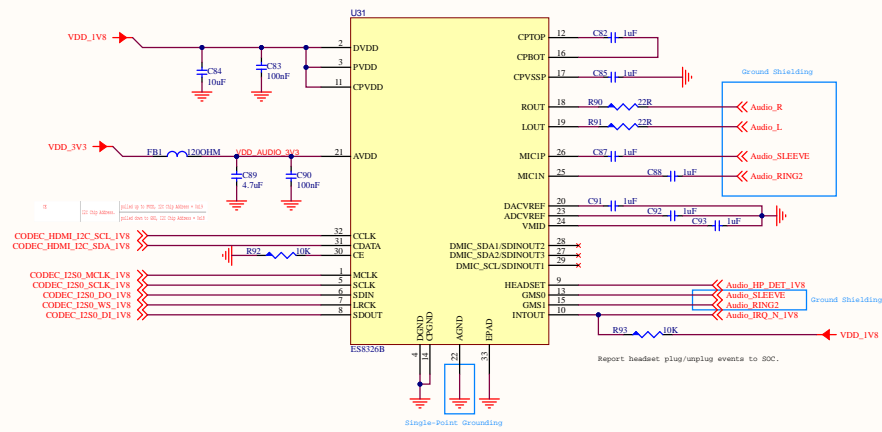 U31
VDD_1V8
2 DVDD CPTOP 12 C82 1uF
CPBOT 16
C84 10uF
C83 100nF
3 PVDD
11 CPVDD CPVSSP 17 C85 1uF
Ground Shielding
ROUT 18 R90 22R Audio_R
LOUT 19 R91 22R Audio_L
VDD_3V3
FB1 120OHM VDD_AUDIO_3V3 21 AVDD MIC1P 26 C87 1uF Audio_SLEEVE
C89 4.7uF
C90 100nF
MIC1N 25 C88 1uF Audio_RING2
DACVREF 20 C91 1uF
ADCVREF 23 C92 1uF
VMID 24 C93 1uF
CE
I2C Chip Address.
CODEC_HDMI_I2C_SCL_1V8 32 CCLK
CODEC_HDMI_I2C_SDA_1V8 31 CDATA
R92 10K 30 CE
DMIC_SDA1/SDINOUT2 28
DMIC_SDA2/SDINOUT3 27
DMIC_SCL/SDINOUT1 29
CODEC_I2S0_MCLK_1V8 1 MCLK
CODEC_I2S0_SCLK_1V8 5 SCLK
CODEC_I2S0_DO_1V8 6 SDIN
CODEC_I2S0_WS_1V8 7 LRCK
CODEC_I2S0_DI_1V8 8 SDOUT
HEADSET 9 Audio_HP_DET_1V8
GMS0 13 Audio_SLEEVE
GMS1 15 Audio_RING2
Ground Shielding
INTOUT 10 Audio_IRQ_N_1V8
R93 10K VDD_1V8
DGND CPGND AGND EPAD
ES8326B
4 14 22 33
Report headset plug/unplug events to SOC.
Single-Point Grounding